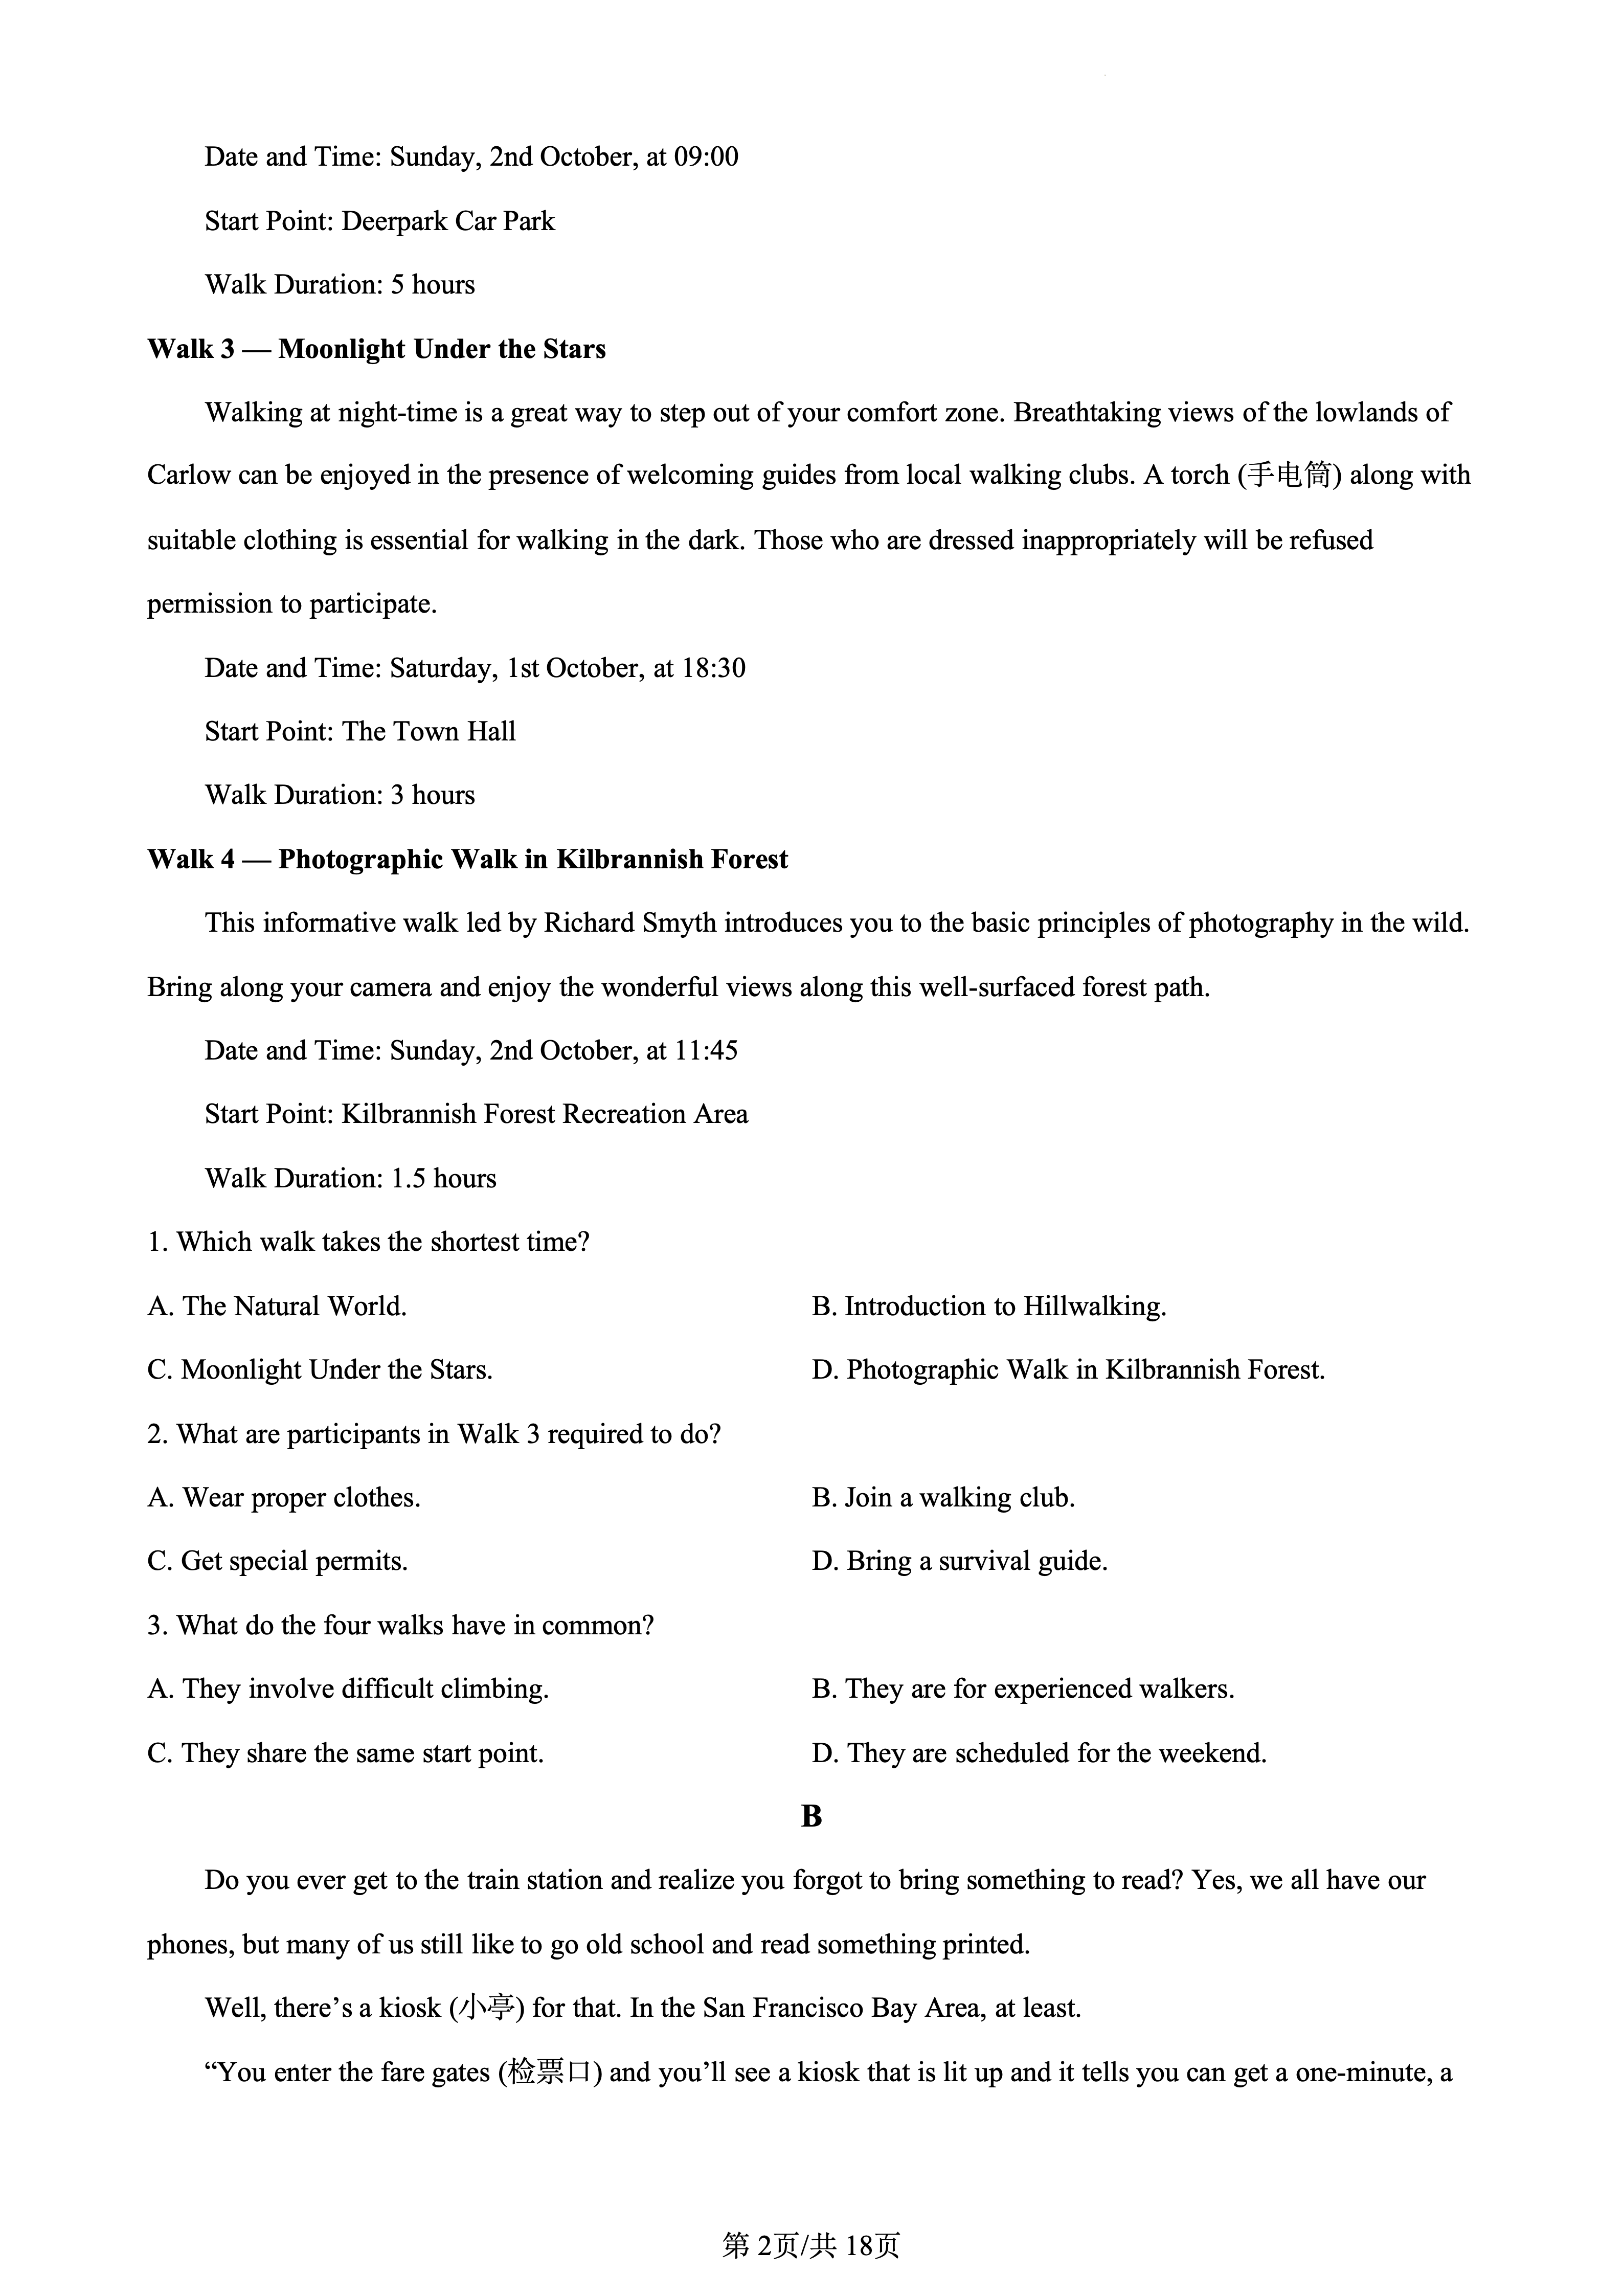 Date and Time: Sunday, 2nd October, at 09:00
Start Point: Deerpark Car Park
Walk Duration: 5 hours
Walk 3 — Moonlight Under the Stars
Walking at night-time is a great way to step out of your comfort zone. Breathtaking views of the lowlands of
Carlow can be enjoyed in the presence of welcoming guides from local walking clubs. A torch (手电筒) along with
suitable clothing is essential for walking in the dark. Those who are dressed inappropriately will be refused
permission to participate.
Date and Time: Saturday, 1st October, at 18:30
Start Point: The Town Hall
Walk Duration: 3 hours
Walk 4 — Photographic Walk in Kilbrannish Forest
This informative walk led by Richard Smyth introduces you to the basic principles of photography in the wild.
Bring along your camera and enjoy the wonderful views along this well-surfaced forest path.
Date and Time: Sunday, 2nd October, at 11:45
Start Point: Kilbrannish Forest Recreation Area
Walk Duration: 1.5 hours
1. Which walk takes the shortest time?
A. The Natural World. B. Introduction to Hillwalking.
C. Moonlight Under the Stars. D. Photographic Walk in Kilbrannish Forest.
2. What are participants in Walk 3 required to do?
A. Wear proper clothes. B. Join a walking club.
C. Get special permits. D. Bring a survival guide.
3. What do the four walks have in common?
A. They involve difficult climbing. B. They are for experienced walkers.
C. They share the same start point. D. They are scheduled for the weekend.
B
Do you ever get to the train station and realize you forgot to bring something to read? Yes, we all have our
phones, but many of us still like to go old school and read something printed.
Well, there’s a kiosk (小亭) for that. In the San Francisco Bay Area, at least.
“You enter the fare gates (检票口) and you’ll see a kiosk that is lit up and it tells you can get a one-minute, a
第 2页/共 18页